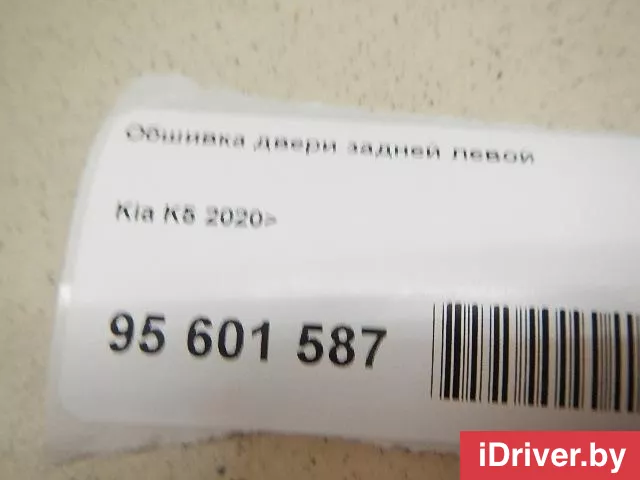 Обшивка двери задней левой
Kia K5 2020>
95 601 587
iDriver.by